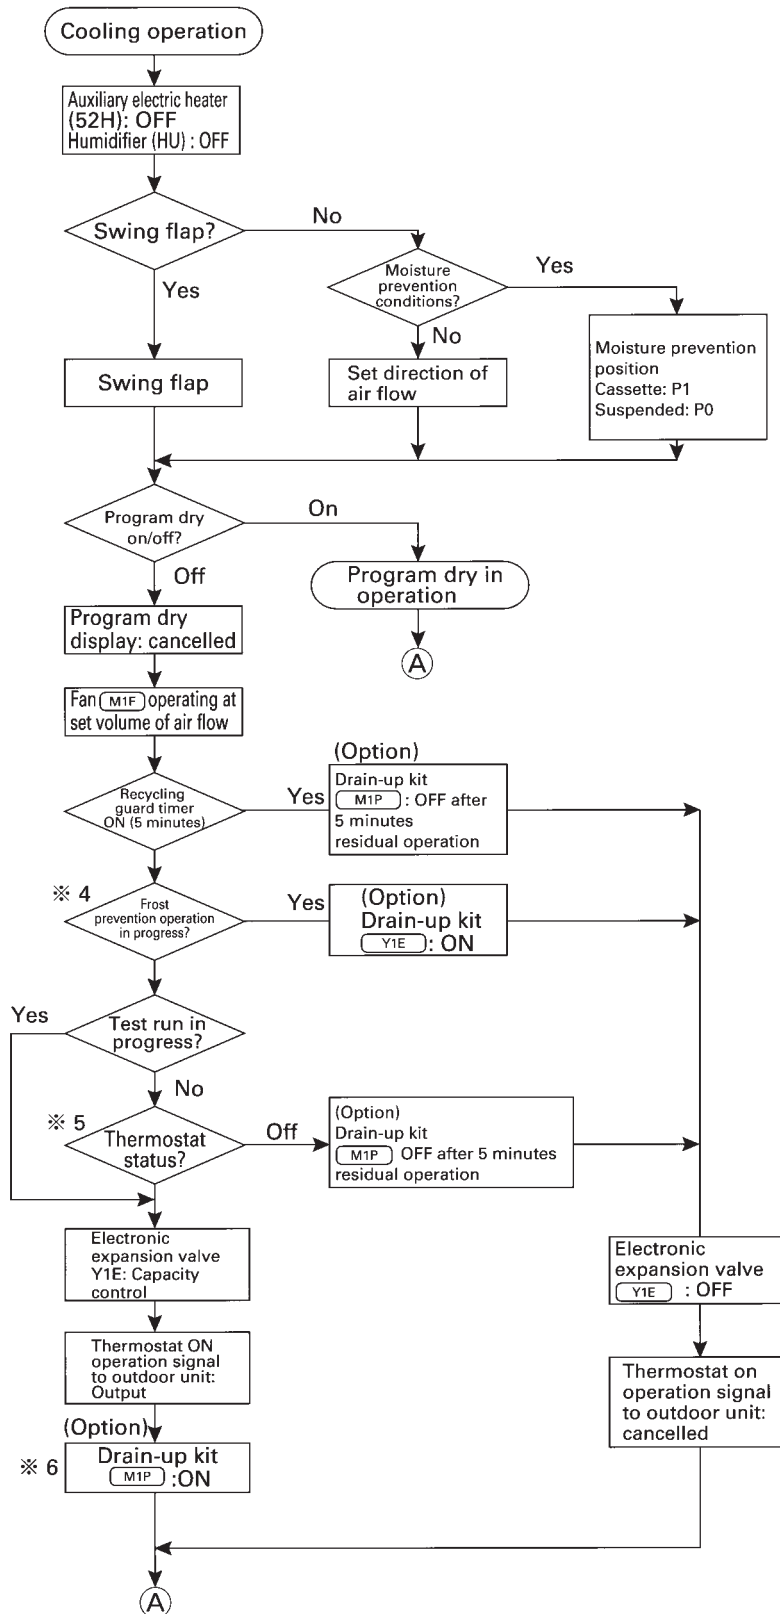 Cooling operation
Auxiliary electric heater
(52H): OFF
Humidifier (HU) : OFF
Swing flap?
No
Yes
Moisture
prevention
conditions?
Yes
No
Swing flap
Set direction of
air flow
Moisture prevention
position
Cassette: P1
Suspended: P0
Program dry
on/off?
On
Off
Program dry in
operation
A
Program dry
display: cancelled
Fan M1F operating at
set volume of air flow
Recycling
guard timer
ON (5 minutes)
Yes
(Option)
Drain-up kit
M1P : OFF after
5 minutes
residual operation
※ 4
Frost
prevention operation
in progress?
Yes
(Option)
Drain-up kit
Y1E : ON
Yes
Test run in
progress?
No
※ 5
Thermostat
status?
Off
(Option)
Drain-up kit
M1P OFF after 5 minutes
residual operation
Electronic
expansion valve
Y1E: Capacity
control
Electronic
expansion valve
Y1E : OFF
Thermostat ON
operation signal
to outdoor unit:
Output
Thermostat on
operation signal
to outdoor unit:
cancelled
(Option)
※ 6
Drain-up kit
M1P :ON
A